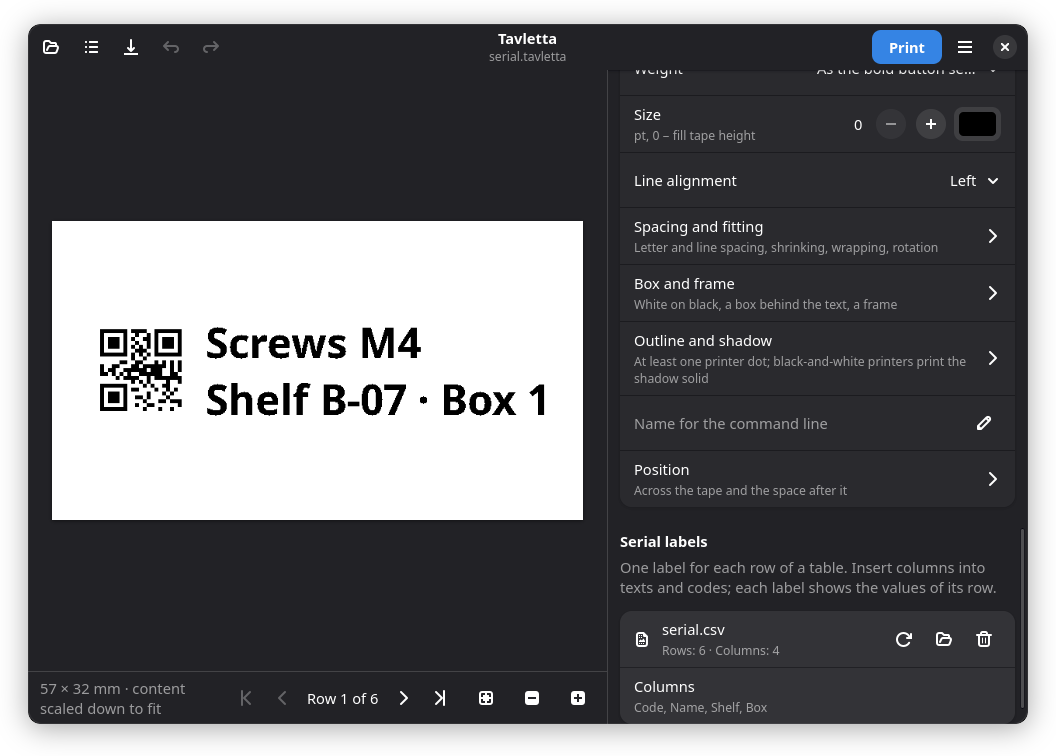 Tavletta
serial.tavletta
Print
Weight
As the bold button se...
Size
pt, 0 – fill tape height
0
Line alignment
Left
Spacing and fitting
Letter and line spacing, shrinking, wrapping, rotation
Box and frame
White on black, a box behind the text, a frame
Outline and shadow
At least one printer dot; black-and-white printers print the
shadow solid
Name for the command line
Position
Across the tape and the space after it
Serial labels
One label for each row of a table. Insert columns into
texts and codes; each label shows the values of its row.
serial.csv
Rows: 6 · Columns: 4
Columns
Code, Name, Shelf, Box
Screws M4
Shelf B-07 · Box 1
57 × 32 mm · content
scaled down to fit
Row 1 of 6